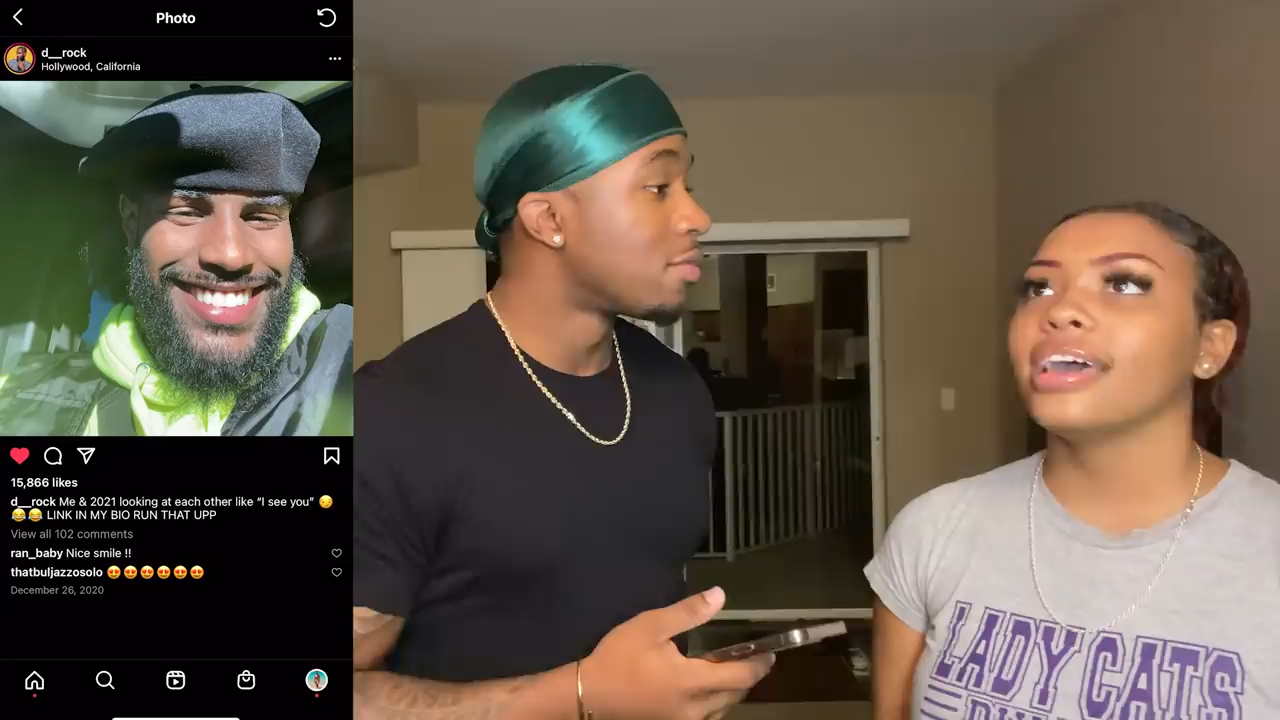 Photo
d__rock
Hollywood, California
15,866 likes
d__rock Me & 2021 looking at each other like “I see you” 😏
😂😂 LINK IN MY BIO RUN THAT UPP
View all 102 comments
ran_baby Nice smile !!
thatbuljazzosolo 😍😍😍😍😍😍
December 26, 2020
LADY CATS